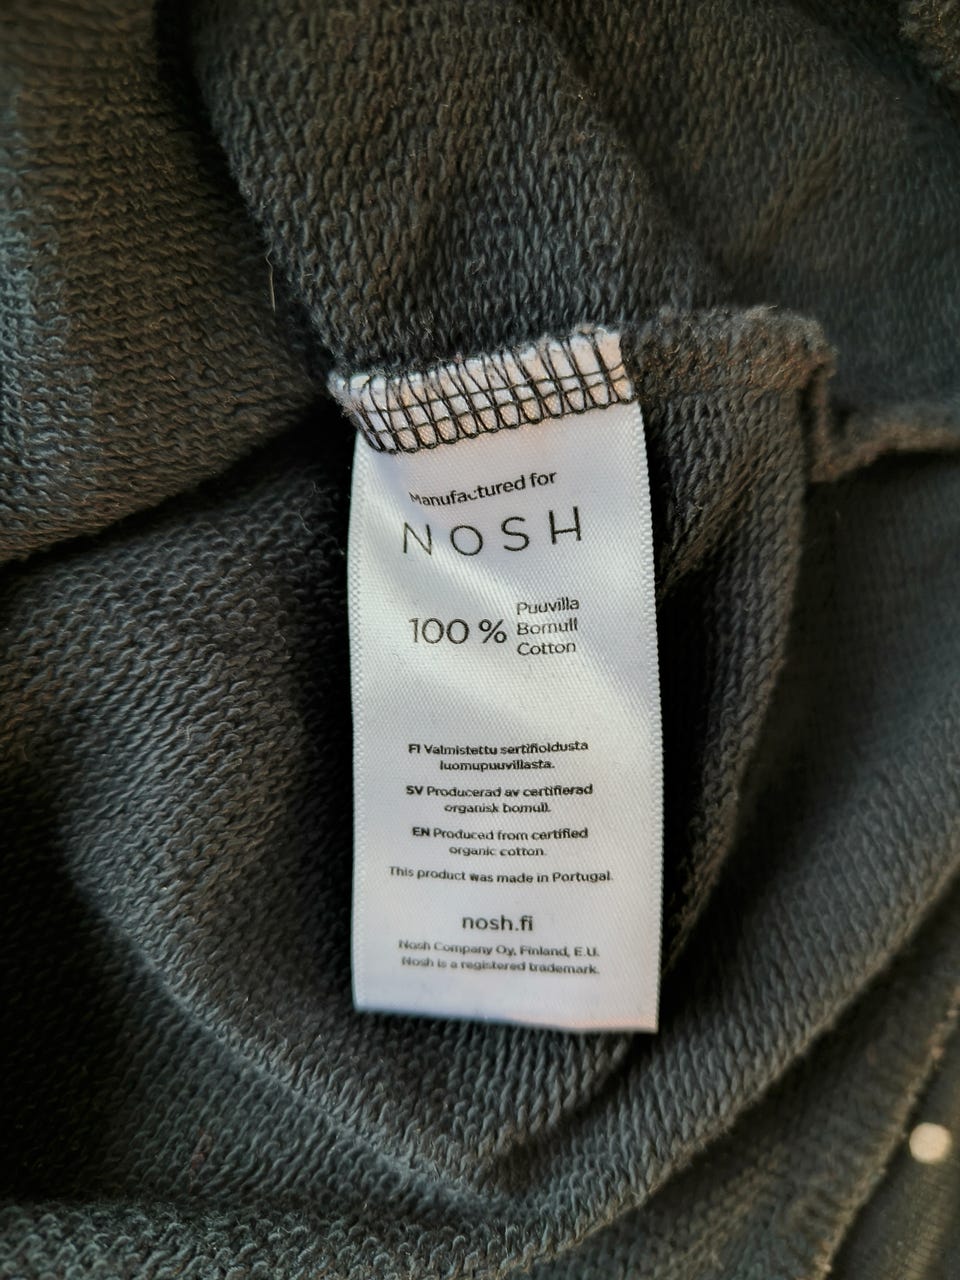 Manufactured for
NOSH
100 % Puuvilla
Bomull
Cotton
FI Valmistettu sertifioidusta
luomupuuvillasta.
SV Producerad av certifierad
organisk bomull.
EN Produced from certified
organic cotton.
This product was made in Portugal.
nosh.fi
Nosh Company Oy, Finland, E.U.
Nosh is a registered trademark.